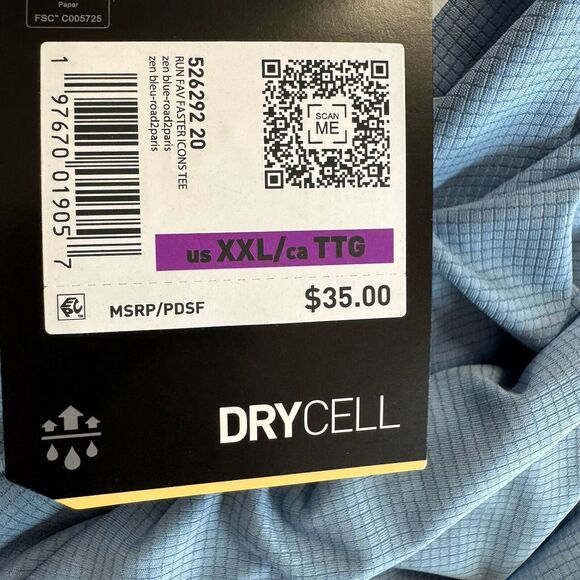 Paper
FSC™ C005725
1 97670 01905 7
526292 20
RUN FAV FASTER ICONS TEE
zen blue-road2paris
zen bleu-road2paris
SCAN
ME
us XXL/ca TTG
MSRP/PDSF
$35.00
DRYCELL